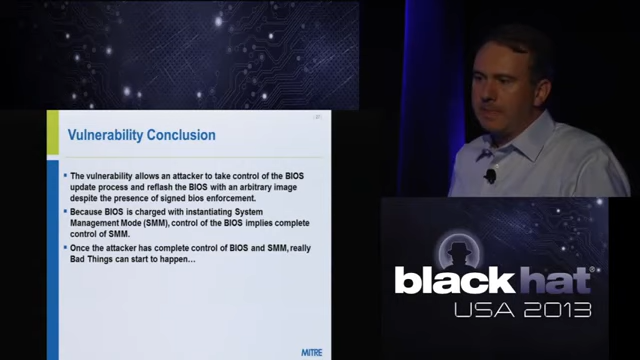 Vulnerability Conclusion
▪ The vulnerability allows an attacker to take control of the BIOS
update process and reflash the BIOS with an arbitrary image
despite the presence of signed bios enforcement.
▪ Because BIOS is charged with instantiating System
Management Mode (SMM), control of the BIOS implies complete
control of SMM.
▪ Once the attacker has complete control of BIOS and SMM, really
Bad Things can start to happen…
MITRE
black hat®
USA 2013